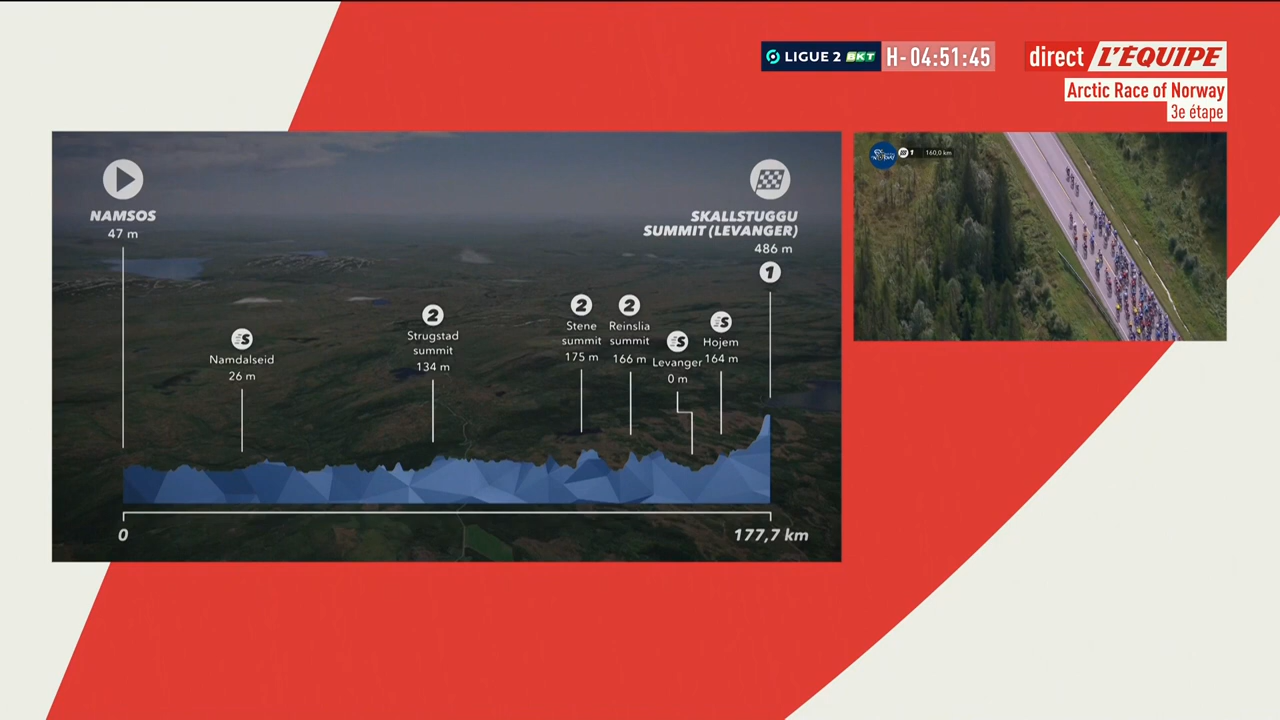 LIGUE 2 BKT H-04:51:45
direct L'ÉQUIPE
Arctic Race of Norway
3e étape
1 160,0 km
NAMSOS
47 m
SKALLSTUGGU
SUMMIT (LEVANGER)
486 m
1
2
Strugstad
summit
134 m
2
Stene
summit
175 m
2
Reinslia
summit
166 m
S
Namdalseid
26 m
S
Levanger
0 m
S
Hojem
164 m
0
177,7 km